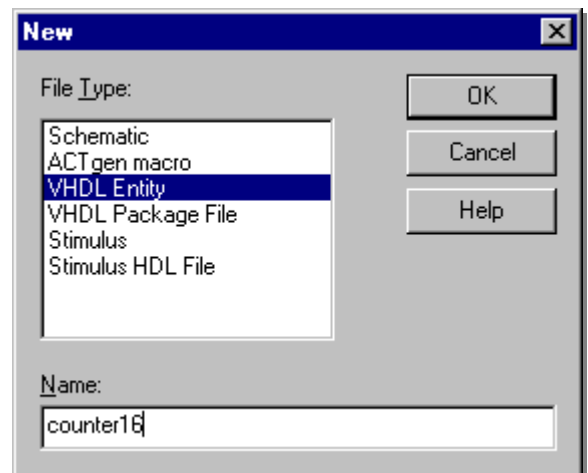 New
File Type:
OK
Schematic
ACTgen macro
Cancel
VHDL Entity
VHDL Package File
Help
Stimulus
Stimulus HDL File
Name:
counter16